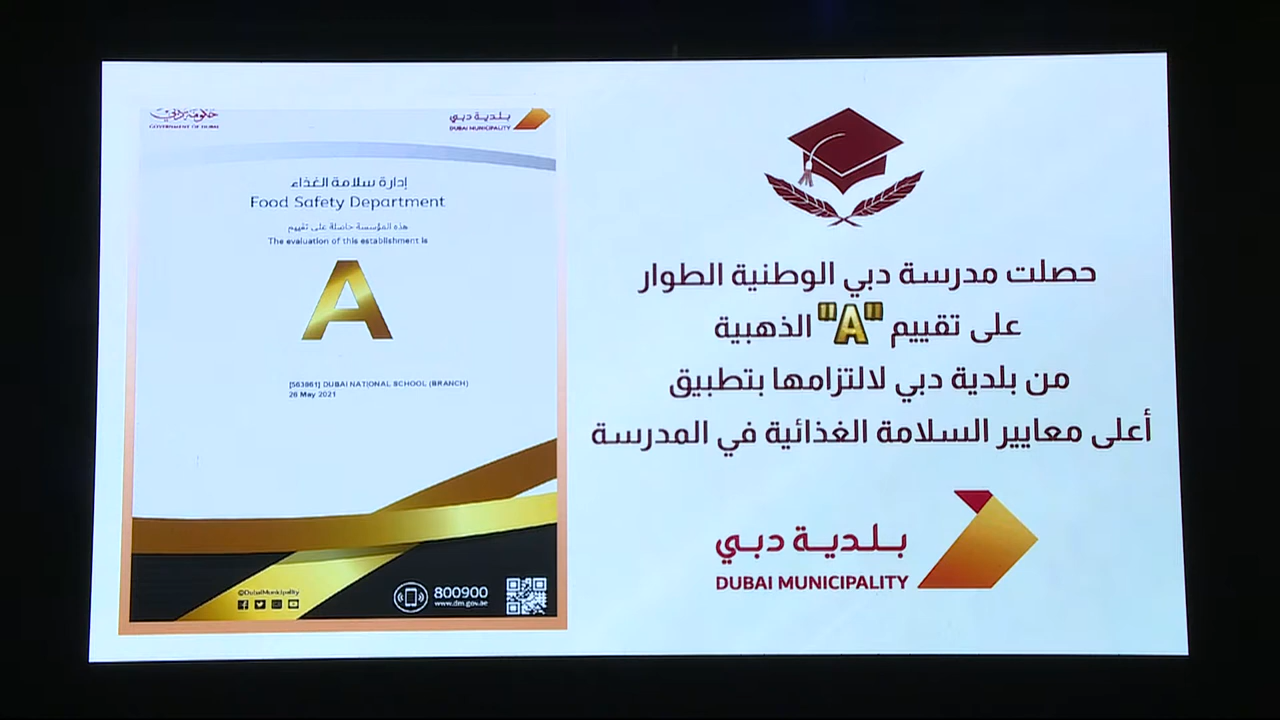 حكومة دبي
GOVERNMENT OF DUBAI
بلدية دبي
DUBAI MUNICIPALITY
إدارة سلامة الغذاء
Food Safety Department
هذه المؤسسة حاصلة على تقييم
The evaluation of this establishment is
A
[563861] DUBAI NATIONAL SCHOOL (BRANCH)
26 May 2021
@DubaiMunicipality
800900
www.dm.gov.ae
حصلت مدرسة دبي الوطنية الطوار
على تقييم "A" الذهبية
من بلدية دبي لالتزامها بتطبيق
أعلى معايير السلامة الغذائية في المدرسة
بلدية دبي
DUBAI MUNICIPALITY